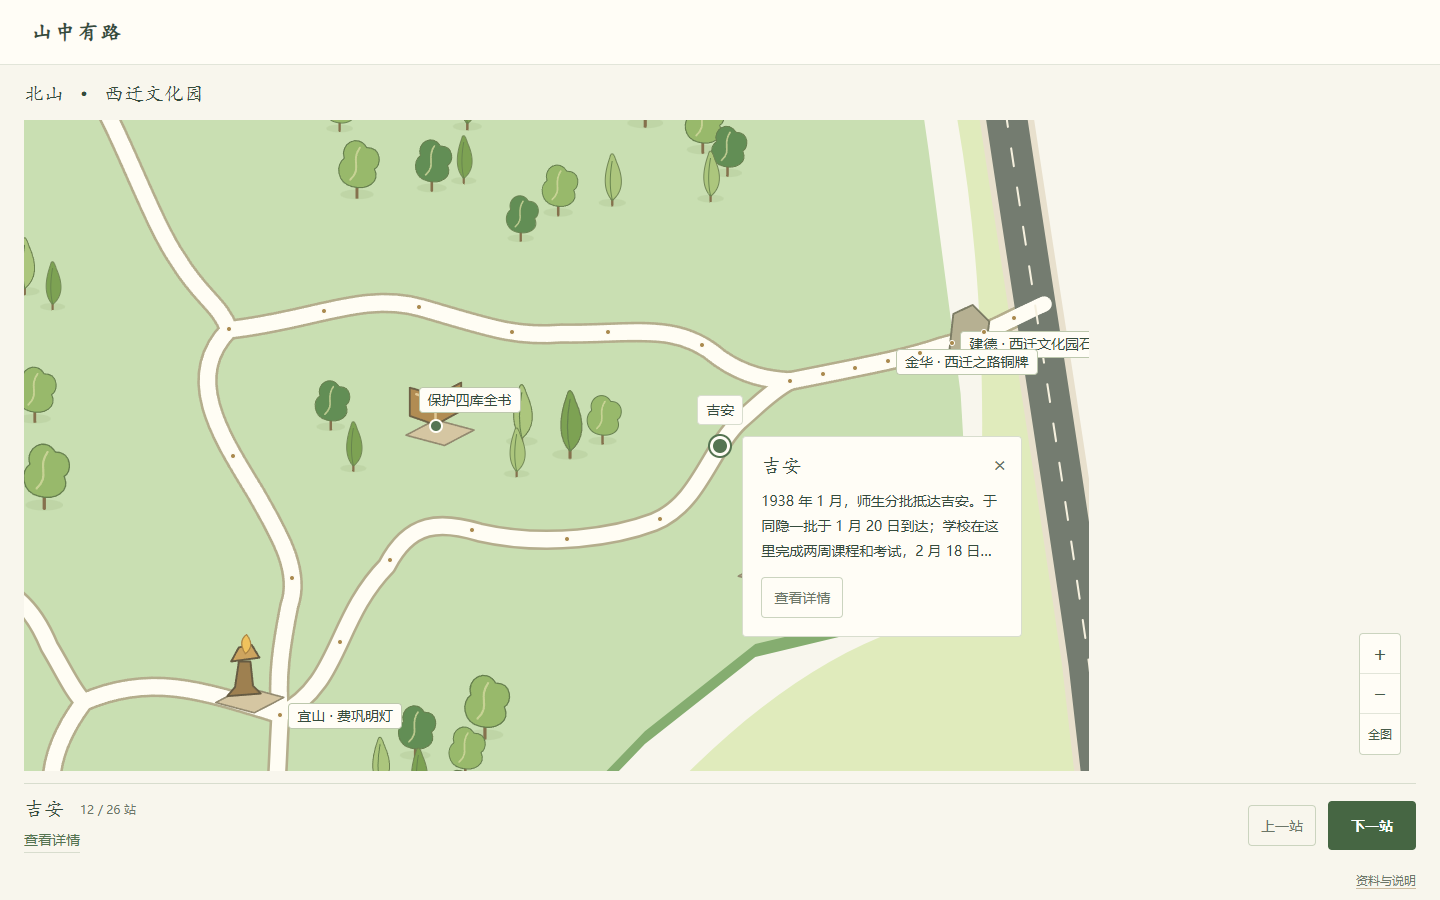 山中有路
北山 • 西迁文化园
建德 · 西迁文化园石
金华 · 西迁之路铜牌
保护四库全书
吉安
吉安 ×
1938 年 1 月，师生分批抵达吉安。于
同隐一批于 1 月 20 日到达；学校在这
里完成两周课程和考试，2 月 18 日...
查看详情
宜山 · 费巩明灯
+
−
全图
吉安 12 / 26 站
查看详情
上一站
下一站
资料与说明